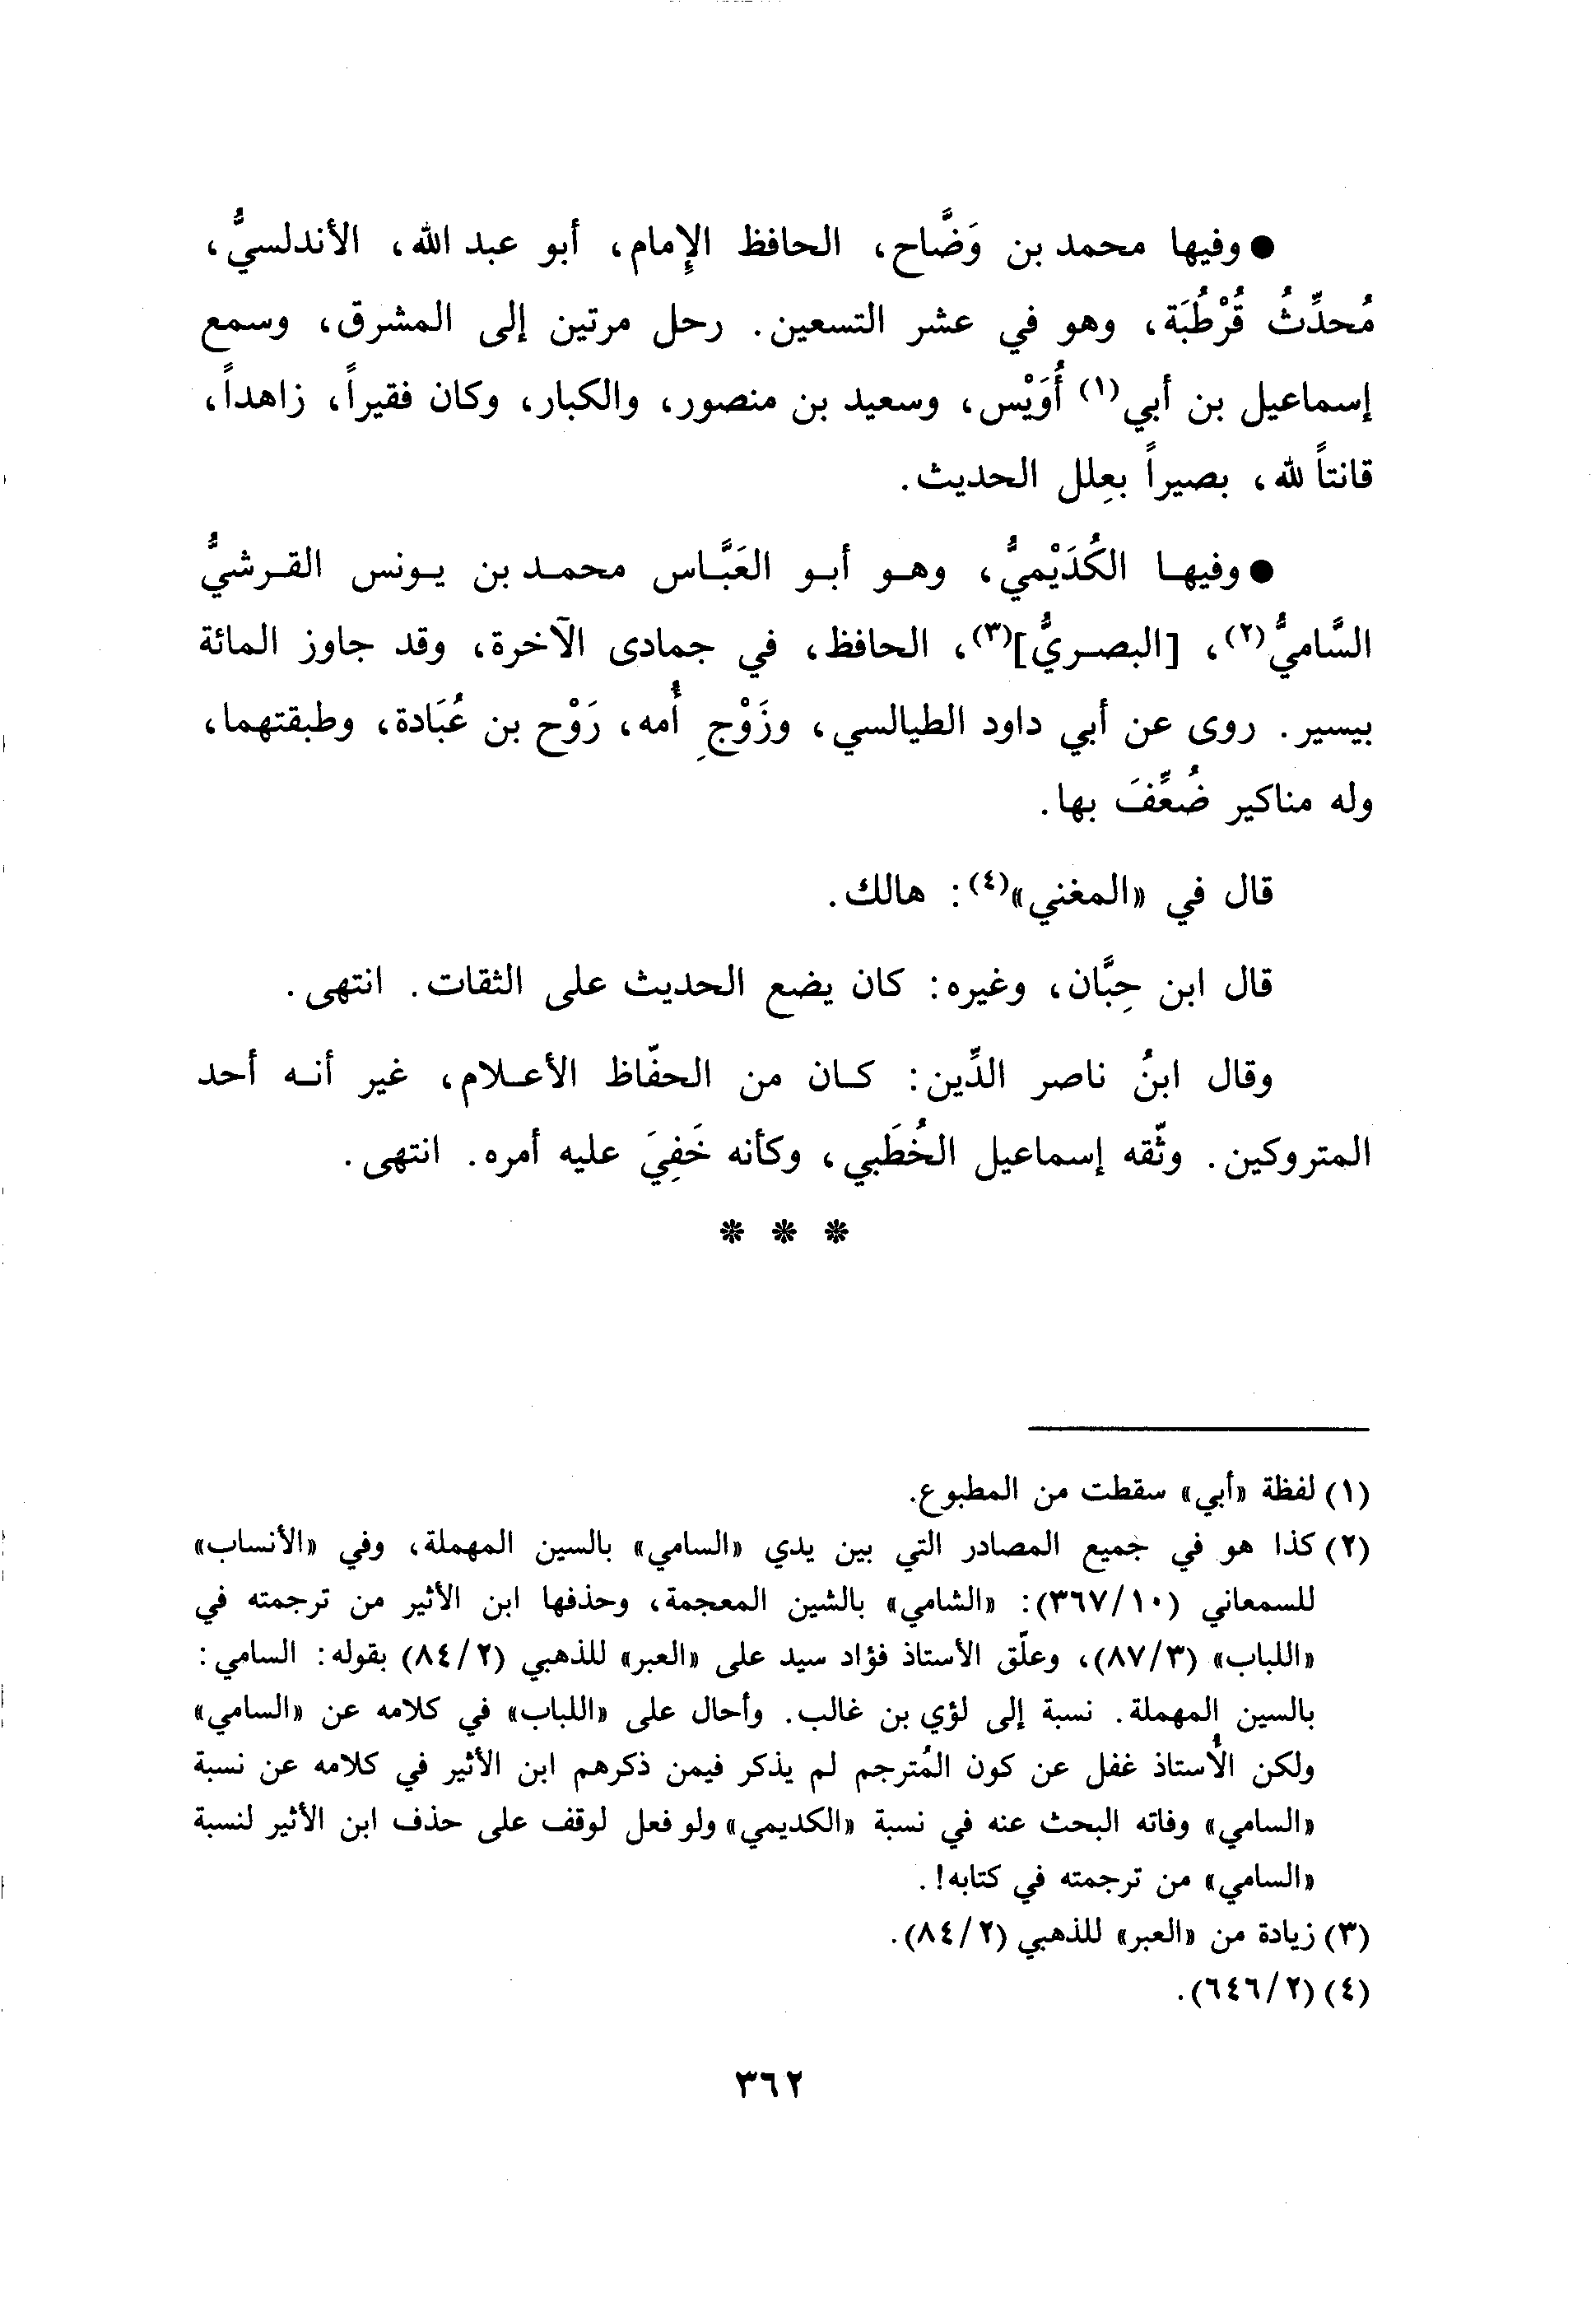 ● وفيها محمد بن وَضَّاح، الحافظ الإِمام، أبو عبد الله، الأندلسيُّ،
مُحدِّثُ قُرْطُبَة، وهو في عشر التسعين. رحل مرتين إلى المشرق، وسمع
إسماعيل بن أبي(١) أُوَيْس، وسعيد بن منصور، والكبار، وكان فقيراً، زاهداً،
قانتاً لله، بصيراً بعِلل الحديث.
● وفيها الكُدَيْميُّ، وهو أبو العَبَّاس محمد بن يونس القرشيُّ
السَّاميُّ(٢)، [البصريُّ](٣)، الحافظ، في جمادى الآخرة، وقد جاوز المائة
بيسير. روى عن أبي داود الطيالسي، وزَوْجِ أُمه، رَوْح بن عُبَادة، وطبقتهما،
وله مناكير ضُعِّفَ بها.
قال في «المغني»(٤): هالك.
قال ابن حِبَّان، وغيره: كان يضع الحديث على الثقات. انتهى.
وقال ابنُ ناصر الدِّين: كان من الحفّاظ الأعلام، غير أنه أحد
المتروكين. وثّقه إسماعيل الخُطَبي، وكأنه خَفِيَ عليه أمره. انتهى.
* * *
(١) لفظة «أبي» سقطت من المطبوع.
(٢) كذا هو في جميع المصادر التي بين يدي «السامي» بالسين المهملة، وفي «الأنساب»
للسمعاني (٣٦٧/١٠): «الشامي» بالشين المعجمة، وحذفها ابن الأثير من ترجمته في
«اللباب» (٨٧/٣)، وعلّق الأستاذ فؤاد سيد على «العبر» للذهبي (٨٤/٢) بقوله: السامي:
بالسين المهملة. نسبة إلى لؤي بن غالب. وأحال على «اللباب» في كلامه عن «السامي»
ولكن الأُستاذ غفل عن كون المُترجم لم يذكر فيمن ذكرهم ابن الأثير في كلامه عن نسبة
«السامي» وفاته البحث عنه في نسبة «الكديمي» ولو فعل لوقف على حذف ابن الأثير لنسبة
«السامي» من ترجمته في كتابه!.
(٣) زيادة من «العبر» للذهبي (٨٤/٢).
(٤) (٦٤٦/٢).
٣٦٢